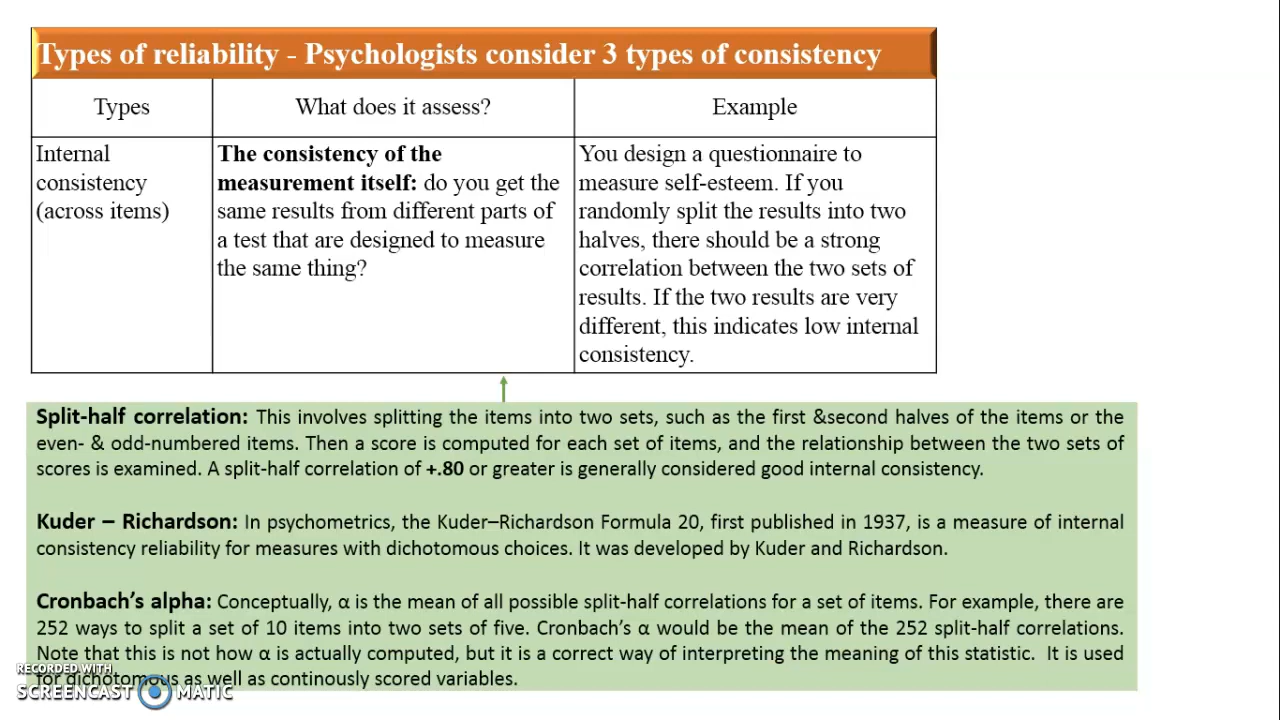 Types of reliability - Psychologists consider 3 types of consistency
Types
What does it assess?
Example
Internal
consistency
(across items)
The consistency of the
measurement itself: do you get the
same results from different parts of
a test that are designed to measure
the same thing?
You design a questionnaire to
measure self-esteem. If you
randomly split the results into two
halves, there should be a strong
correlation between the two sets of
results. If the two results are very
different, this indicates low internal
consistency.
Split-half correlation: This involves splitting the items into two sets, such as the first &second halves of the items or the
even- & odd-numbered items. Then a score is computed for each set of items, and the relationship between the two sets of
scores is examined. A split-half correlation of +.80 or greater is generally considered good internal consistency.
Kuder – Richardson: In psychometrics, the Kuder–Richardson Formula 20, first published in 1937, is a measure of internal
consistency reliability for measures with dichotomous choices. It was developed by Kuder and Richardson.
Cronbach's alpha: Conceptually, α is the mean of all possible split-half correlations for a set of items. For example, there are
252 ways to split a set of 10 items into two sets of five. Cronbach's α would be the mean of the 252 split-half correlations.
Note that this is not how α is actually computed, but it is a correct way of interpreting the meaning of this statistic. It is used
for dichotomous as well as continously scored variables.
RECORDED WITH
SCREENCAST MATIC